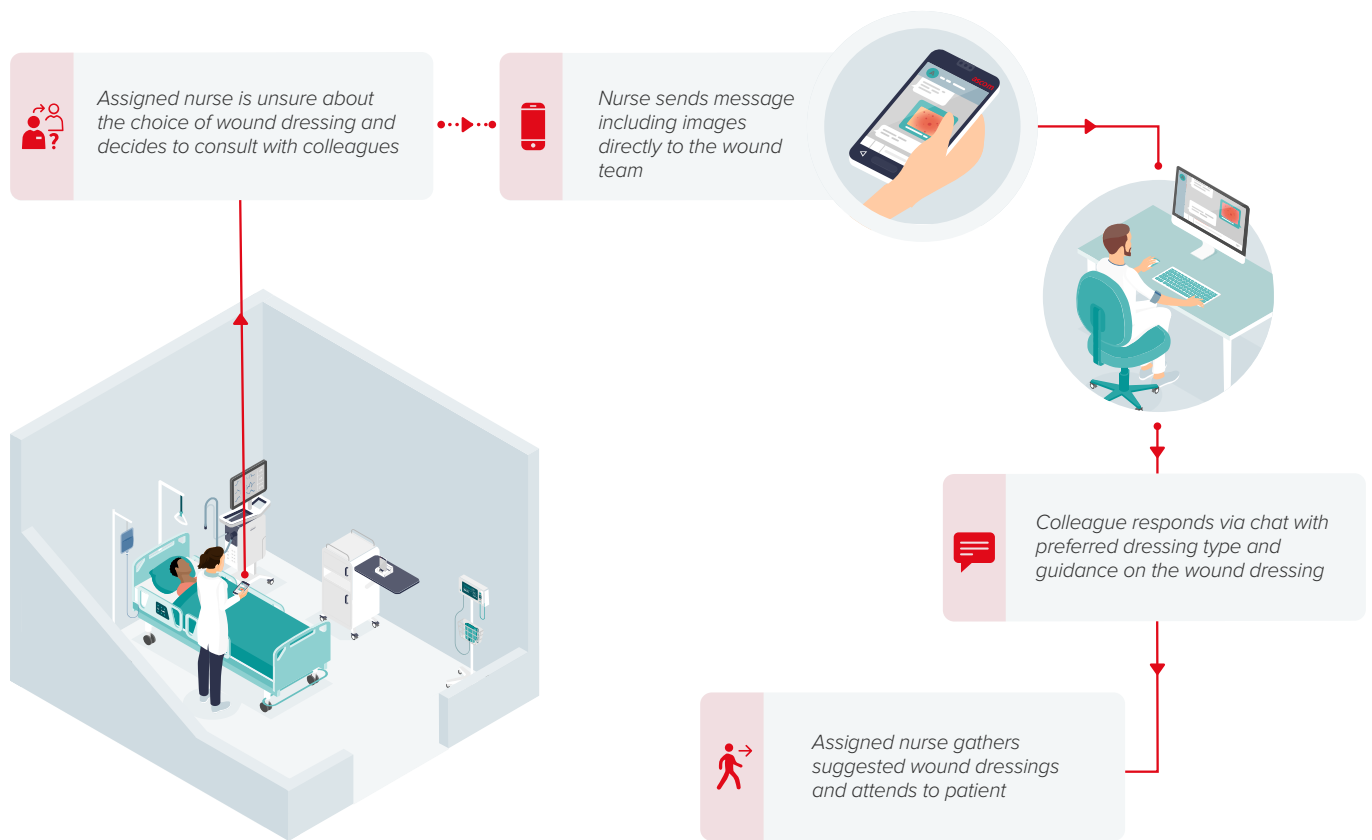 Assigned nurse is unsure about
the choice of wound dressing and
decides to consult with colleagues
Nurse sends message
including images
directly to the wound
team
Colleague responds via chat with
preferred dressing type and
guidance on the wound dressing
Assigned nurse gathers
suggested wound dressings
and attends to patient